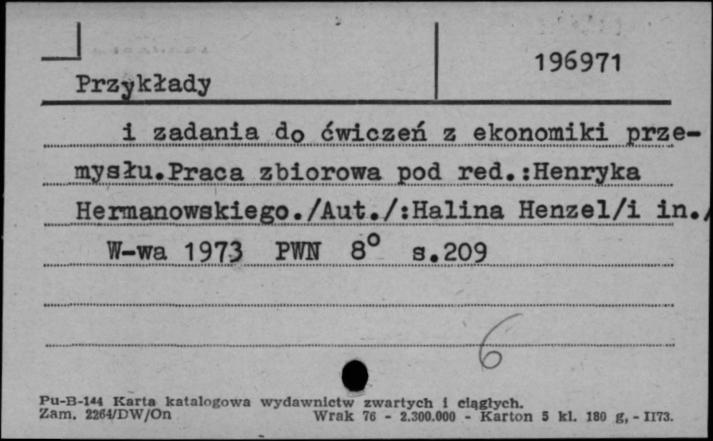 196971
Przykłady
i zadania do ćwiczeń z ekonomiki prze-
mysłu.Praca zbiorowa pod red.:Henryka
Hermanowskiego./Aut./:Halina Henzel/i in./
W-wa 1973 PWN 8° s.209
6
Pu-B-144 Karta katalogowa wydawnictw zwartych i ciągłych.
Zam. 2264/DW/On Wrak 76 - 2.300.000 - Karton 5 kl. 180 g, - II73.